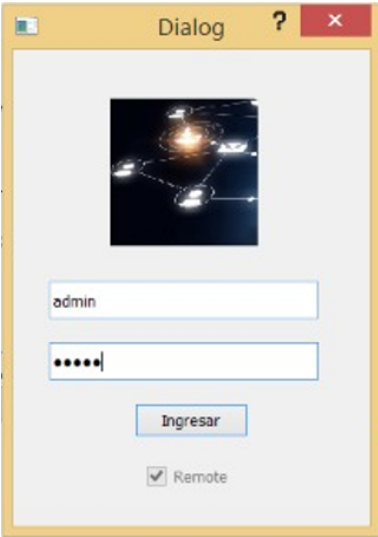 Dialog ?
admin
•••••
Ingresar
Remote